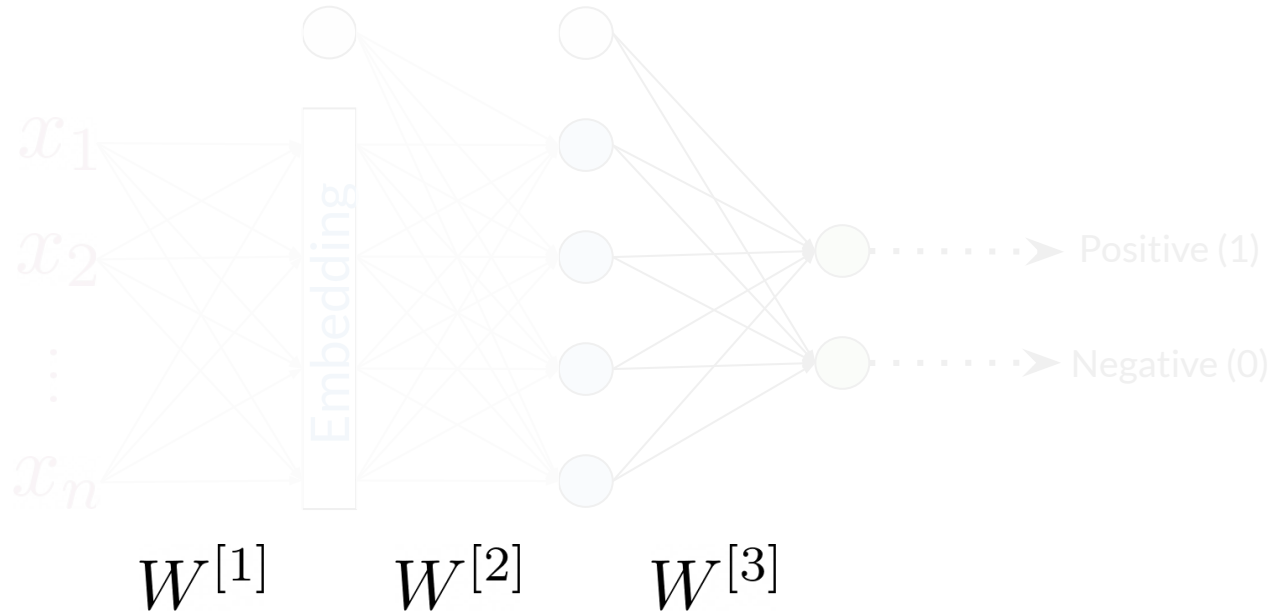 x₁
x₂
⋮
xₙ
Embedding
Positive (1)
Negative (0)
W^[1] W^[2] W^[3]